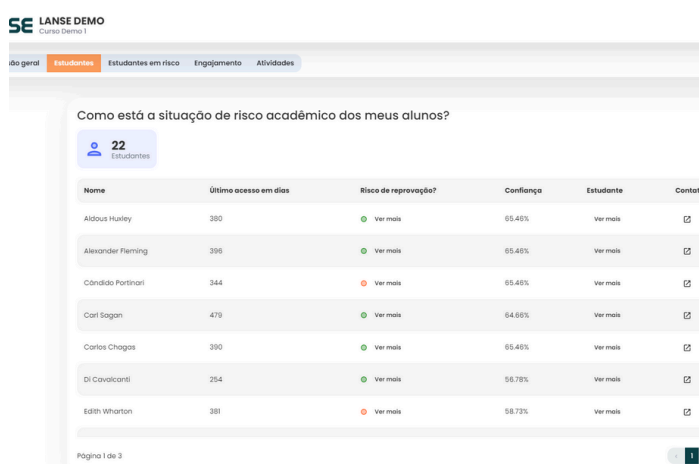 SE LANSE DEMO
Curso Demo 1
ão geral Estudantes Estudantes em risco Engajamento Atividades
Como está a situação de risco acadêmico dos meus alunos?
22
Estudantes
Nome Último acesso em dias Risco de reprovação? Confiança Estudante Contat
Aldous Huxley 380 Ver mais 65.46% Ver mais
Alexander Fleming 396 Ver mais 65.46% Ver mais
Cândido Portinari 344 Ver mais 65.46% Ver mais
Carl Sagan 479 Ver mais 64.66% Ver mais
Carlos Chagas 390 Ver mais 65.46% Ver mais
Di Cavalcanti 254 Ver mais 56.78% Ver mais
Edith Wharton 381 Ver mais 58.73% Ver mais
Página 1 de 3 ‹ 1